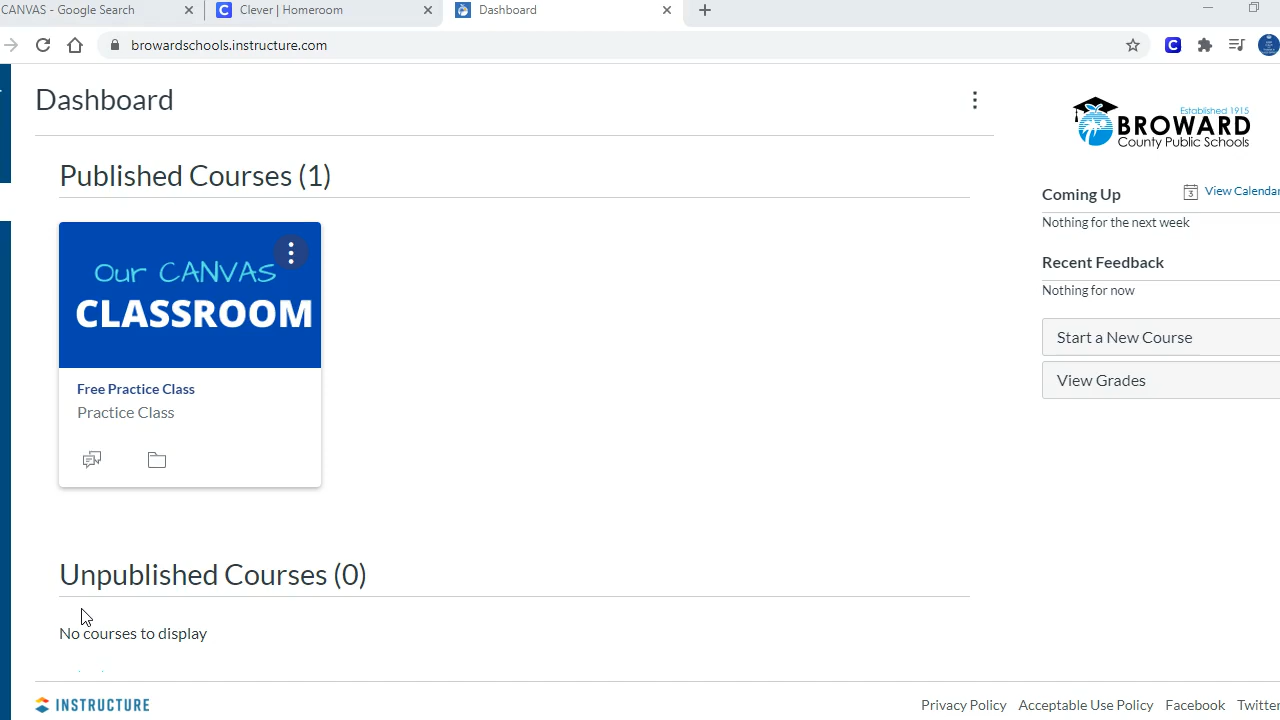 CANVAS - Google Search
Clever | Homeroom
Dashboard
browardschools.instructure.com
Dashboard
Established 1915
BROWARD
County Public Schools
Published Courses (1)
Coming Up
3
View Calendar
Nothing for the next week
Our CANVAS
CLASSROOM
Recent Feedback
Nothing for now
Start a New Course
View Grades
Free Practice Class
Practice Class
Unpublished Courses (0)
No courses to display
INSTRUCTURE
Privacy Policy
Acceptable Use Policy
Facebook
Twitter